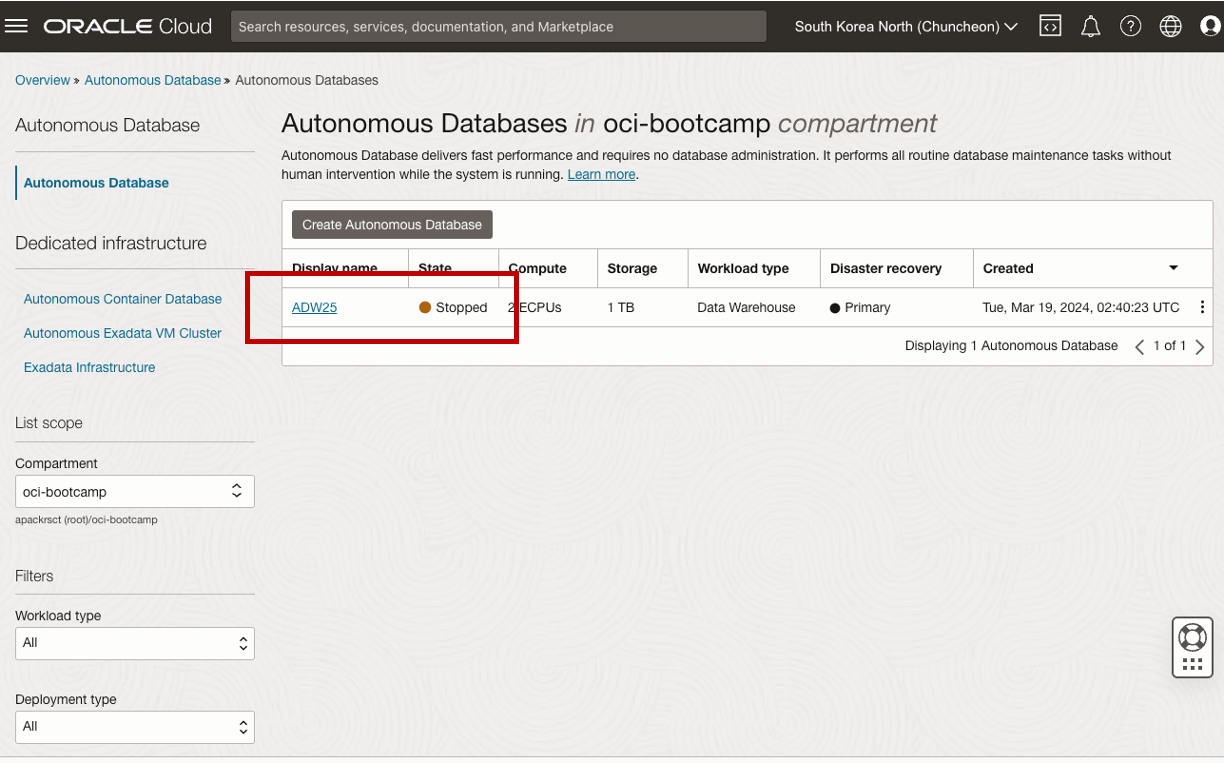 ORACLE Cloud
Search resources, services, documentation, and Marketplace
South Korea North (Chuncheon)
Overview » Autonomous Database » Autonomous Databases
Autonomous Database
Autonomous Database
Dedicated infrastructure
Autonomous Container Database
Autonomous Exadata VM Cluster
Exadata Infrastructure
List scope
Compartment
oci-bootcamp
apackrsct (root)/oci-bootcamp
Filters
Workload type
All
Deployment type
All
Autonomous Databases in oci-bootcamp compartment
Autonomous Database delivers fast performance and requires no database administration. It performs all routine database maintenance tasks without
human intervention while the system is running. Learn more.
Create Autonomous Database
Display name State Compute Storage Workload type Disaster recovery Created
ADW25 Stopped 2 ECPUs 1 TB Data Warehouse Primary Tue, Mar 19, 2024, 02:40:23 UTC
Displaying 1 Autonomous Database 1 of 1